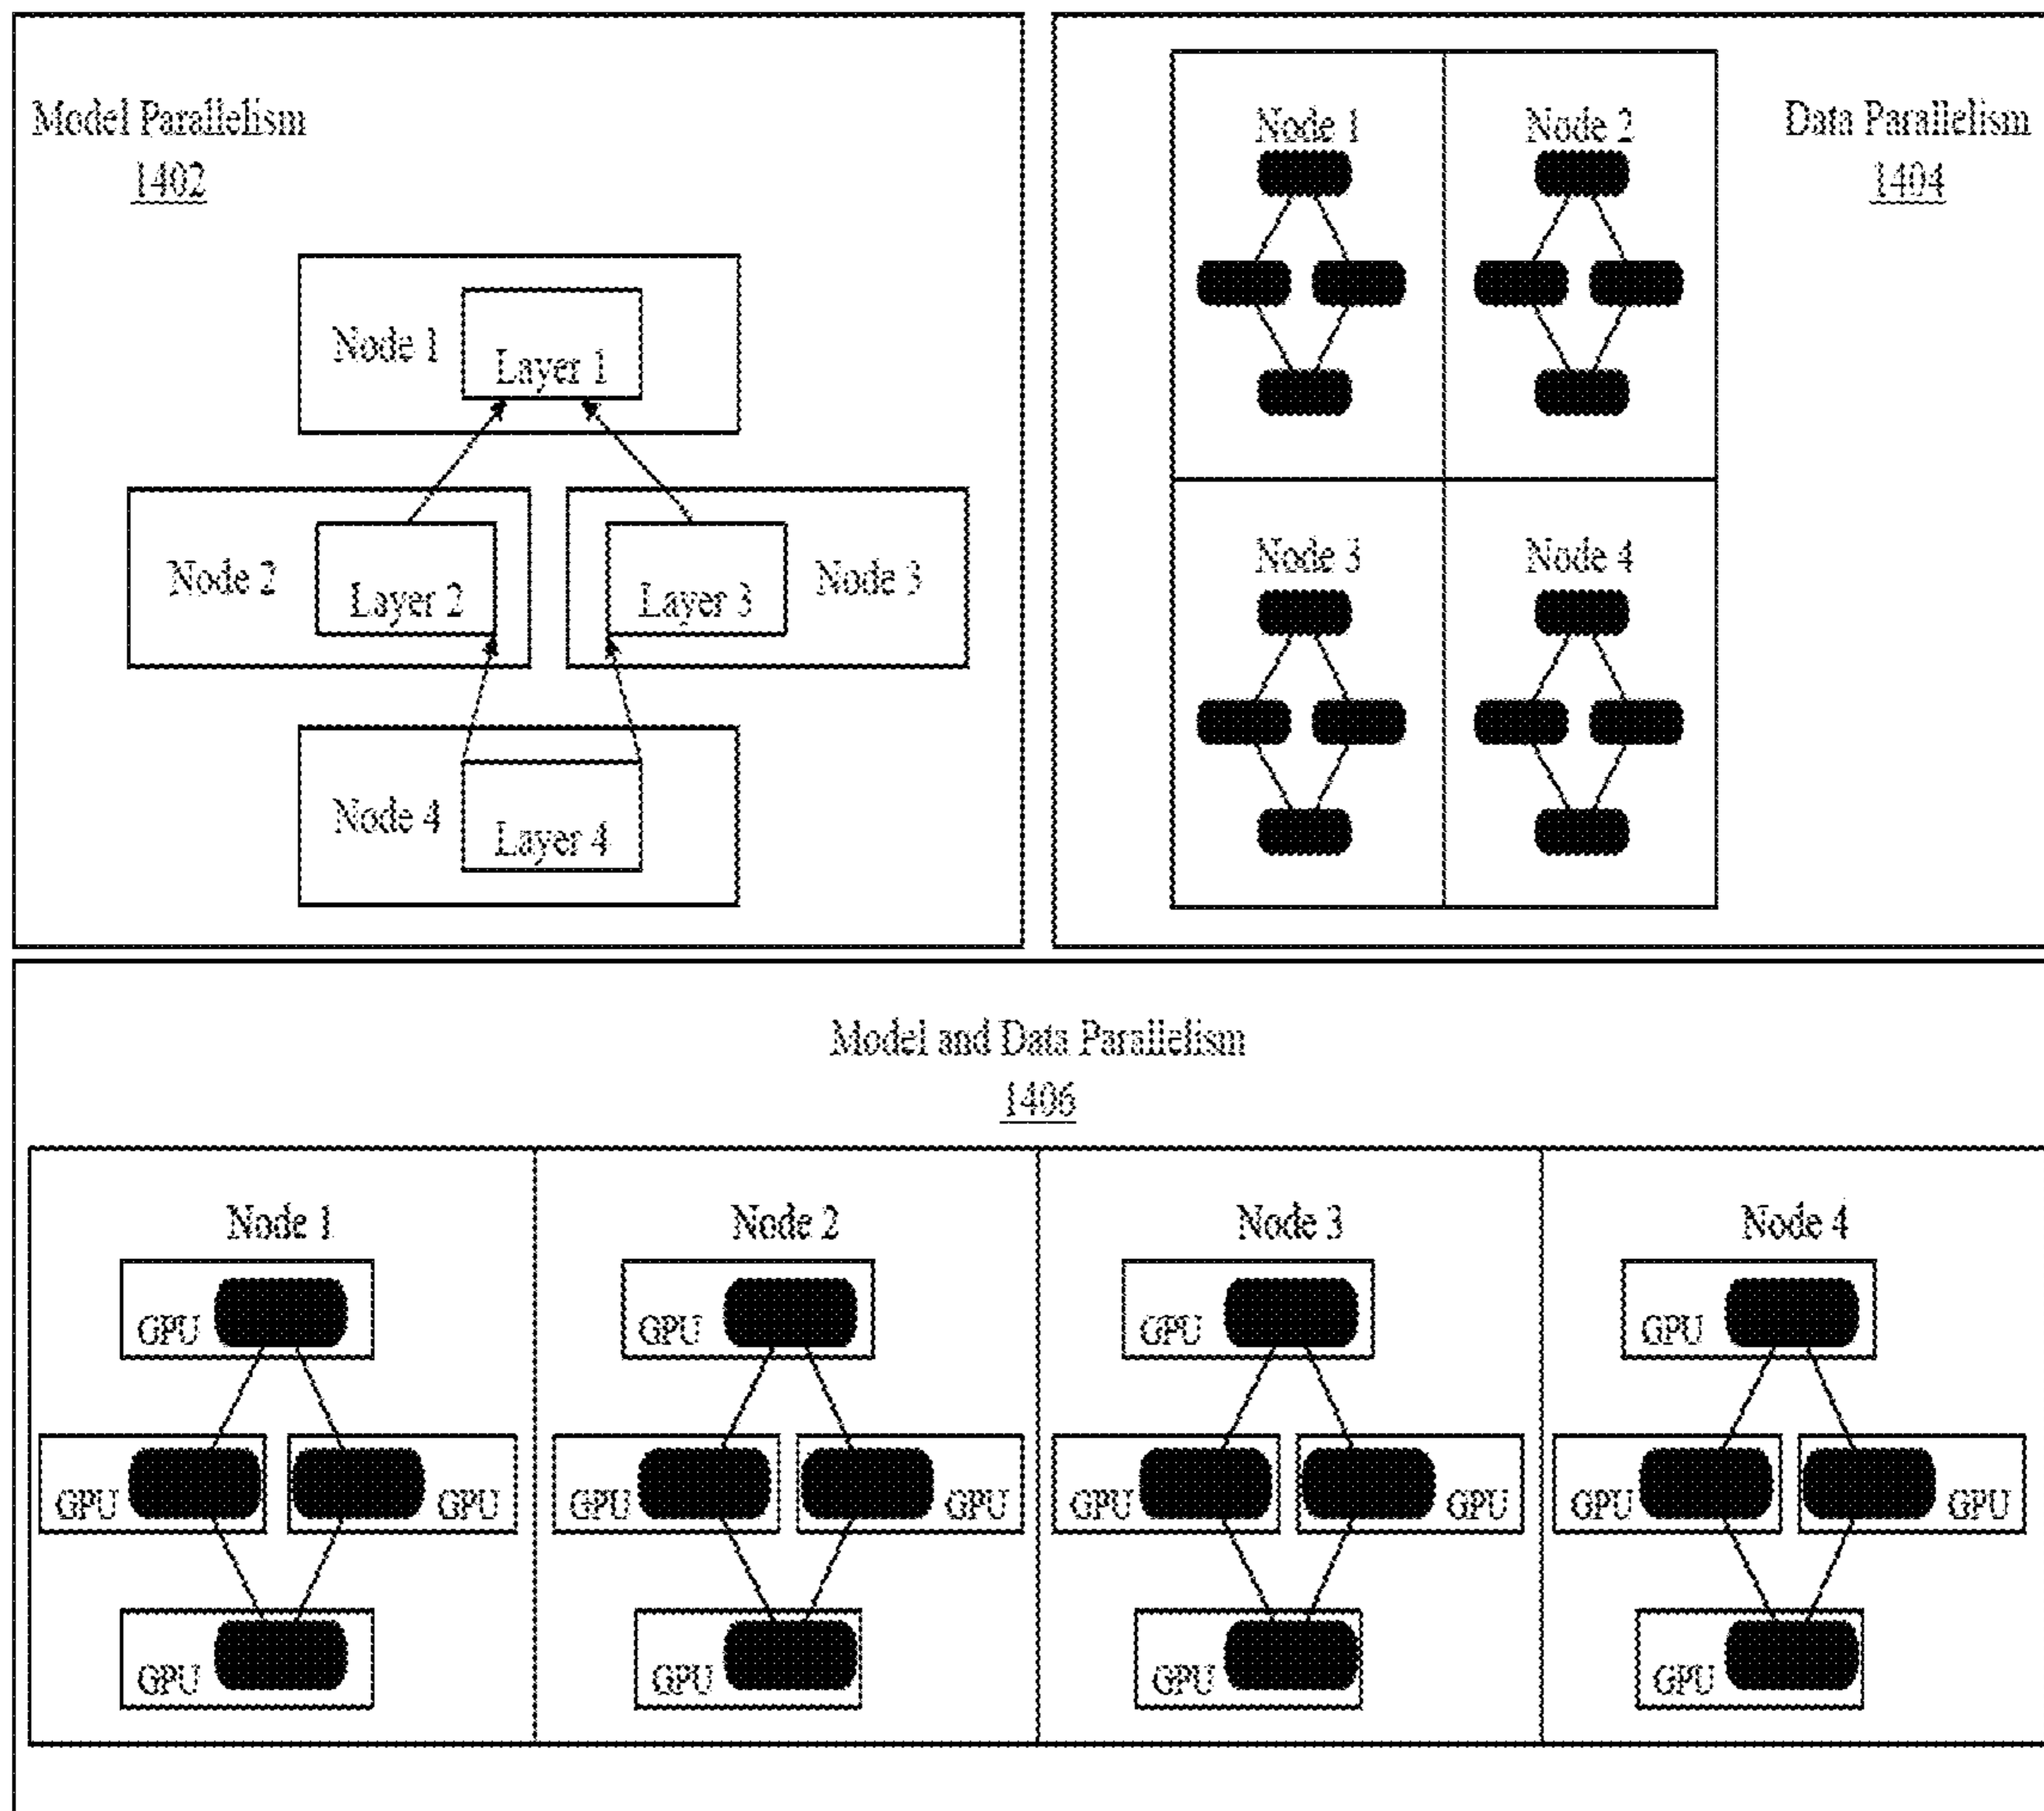 Model Parallelism
1402
Node 1
Layer 1
Node 2
Layer 2
Layer 3
Node 3
Node 4
Layer 4
Data Parallelism
1404
Node 1
Node 2
Node 3
Node 4
Model and Data Parallelism
1406
Node 1
GPU
GPU
GPU
GPU
Node 2
GPU
GPU
GPU
GPU
Node 3
GPU
GPU
GPU
GPU
Node 4
GPU
GPU
GPU
GPU